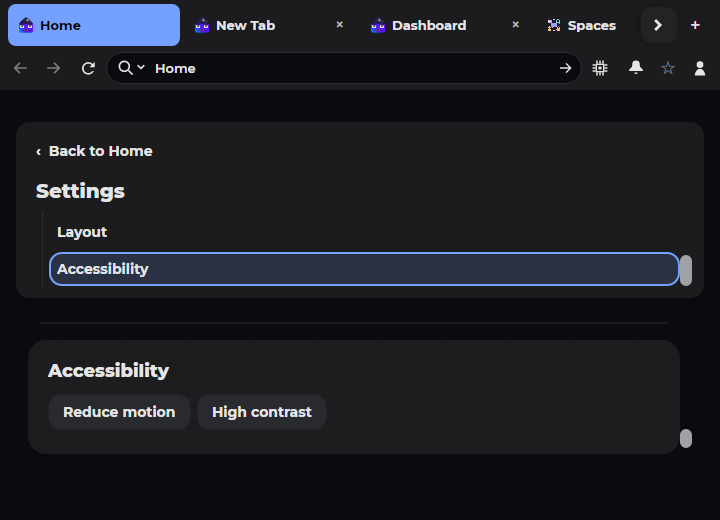 Home
New Tab
Dashboard
Spaces
Home
‹ Back to Home
Settings
Layout
Accessibility
Accessibility
Reduce motion
High contrast